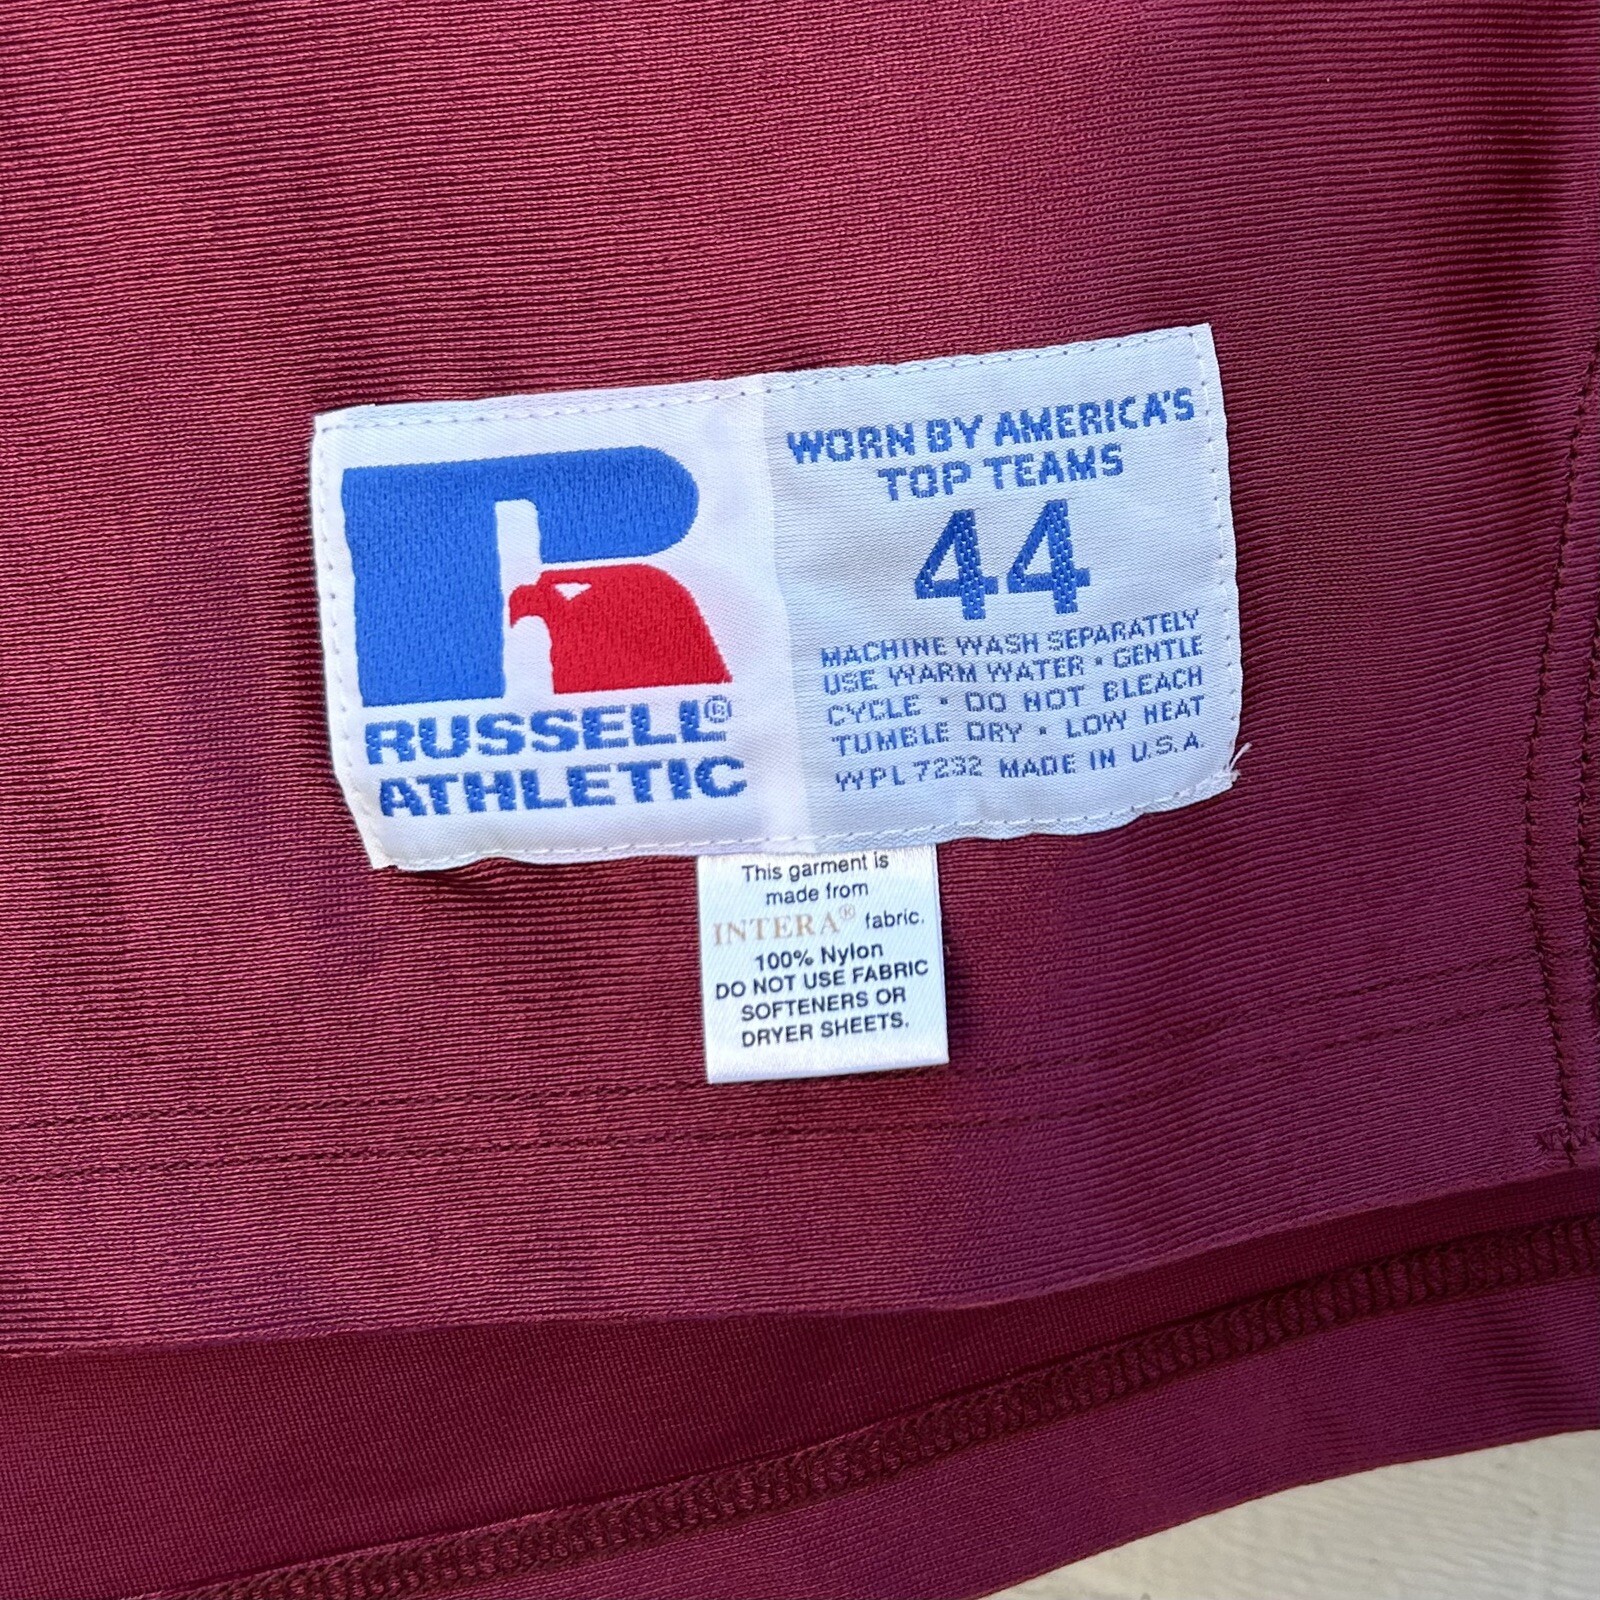 RUSSELL®
ATHLETIC
WORN BY AMERICA'S
TOP TEAMS
44
MACHINE WASH SEPARATELY
USE WARM WATER • GENTLE
CYCLE • DO NOT BLEACH
TUMBLE DRY • LOW HEAT
WPL 7232 MADE IN U.S.A.
This garment is
made from
INTERA® fabric.
100% Nylon
DO NOT USE FABRIC
SOFTENERS OR
DRYER SHEETS.